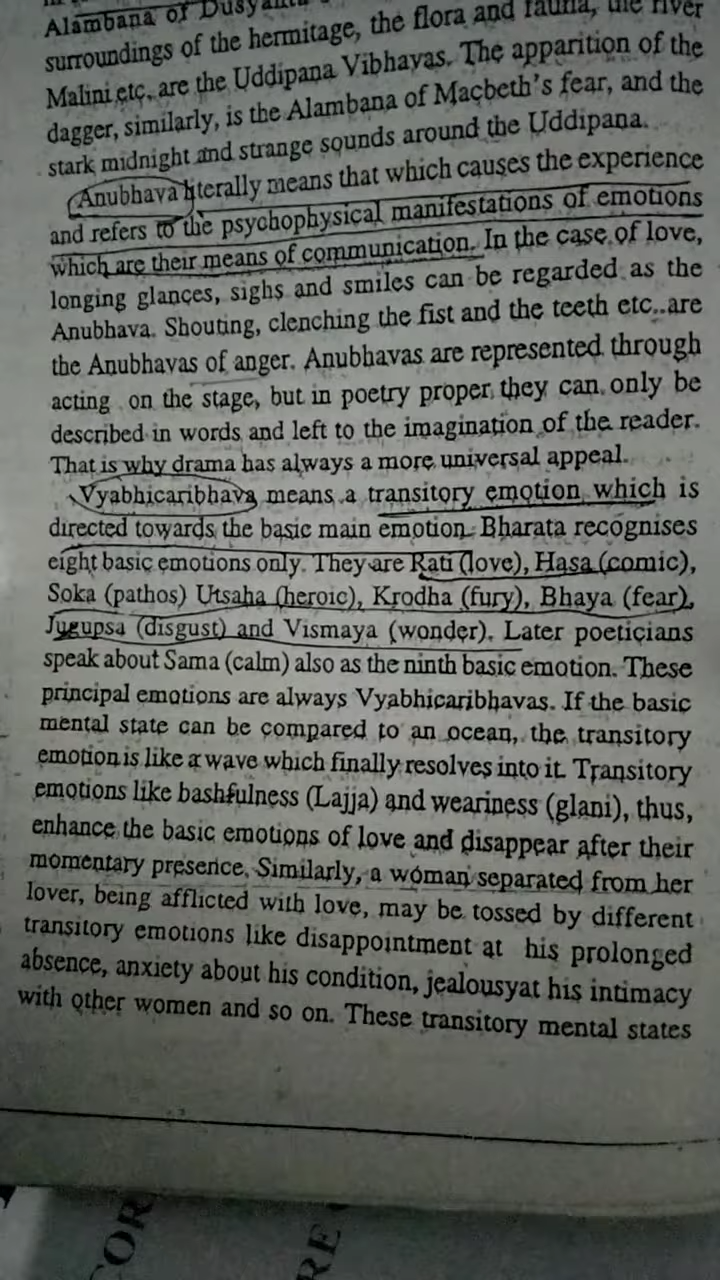 Alambana of
surroundings of the hermitage, the flora and fauna, the river
Malini etc. are the Uddipana Vibhavas. The apparition of the
dagger, similarly, is the Alambana of Macbeth's fear, and the
stark midnight and strange sounds around the Uddipana.
Anubhava literally means that which causes the experience
and refers to the psychophysical manifestations of emotions
which are their means of communication. In the case of love,
longing glances, sighs and smiles can be regarded as the
Anubhava. Shouting, clenching the fist and the teeth etc..are
the Anubhavas of anger. Anubhavas are represented through
acting on the stage, but in poetry proper they can only be
described in words and left to the imagination of the reader.
That is why drama has always a more universal appeal.
Vyabhicaribhava means a transitory emotion which is
directed towards the basic main emotion. Bharata recognises
eight basic emotions only. They are Rati (love), Hasa (comic),
Soka (pathos) Utsaha (heroic), Krodha (fury), Bhaya (fear),
Jugupsa (disgust) and Vismaya (wonder). Later poeticians
speak about Sama (calm) also as the ninth basic emotion. These
principal emotions are always Vyabhicaribhavas. If the basic
mental state can be compared to an ocean, the transitory
emotion is like a wave which finally resolves into it. Transitory
emotions like bashfulness (Lajja) and weariness (glani), thus,
enhance the basic emotions of love and disappear after their
momentary presence. Similarly, a woman separated from her
lover, being afflicted with love, may be tossed by different
transitory emotions like disappointment at his prolonged
absence, anxiety about his condition, jealousyat his intimacy
with other women and so on. These transitory mental states